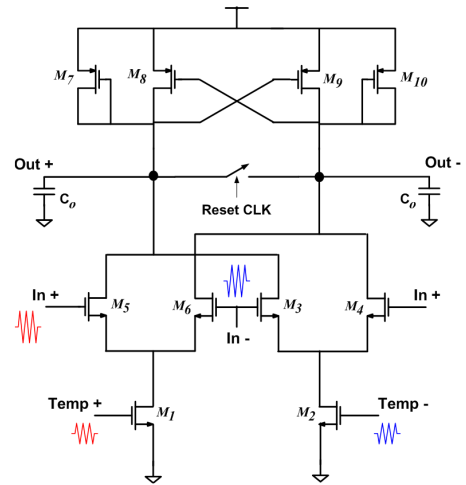 M7
M8
M9
M10
Out +
Out -
Co
Reset CLK
Co
In +
M5
M6
M3
M4
In +
In -
Temp +
M1
M2
Temp -